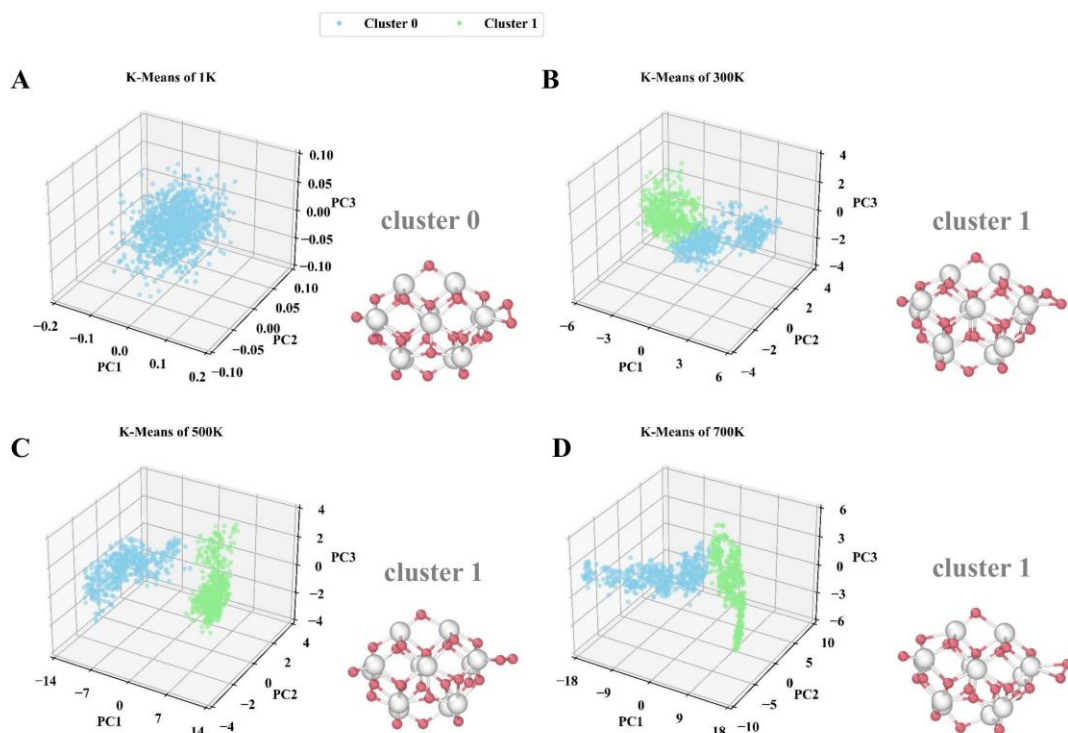 Cluster 0 Cluster 1
A
K-Means of 1K
0.10
0.05
0.00
−0.05
−0.10
PC3
0.10
0.05
0.00
−0.05
−0.10
PC2
−0.2
−0.1
0.0
0.1
0.2
PC1
cluster 0
B
K-Means of 300K
4
2
0
−2
−4
PC3
4
2
0
−2
−4
PC2
−6
−3
0
3
6
PC1
cluster 1
C
K-Means of 500K
4
2
0
−2
−4
PC3
4
2
0
−2
−4
PC2
−14
−7
0
7
14
PC1
cluster 1
D
K-Means of 700K
6
3
0
−3
−6
PC3
10
5
0
−5
−10
PC2
−18
−9
0
9
18
PC1
cluster 1